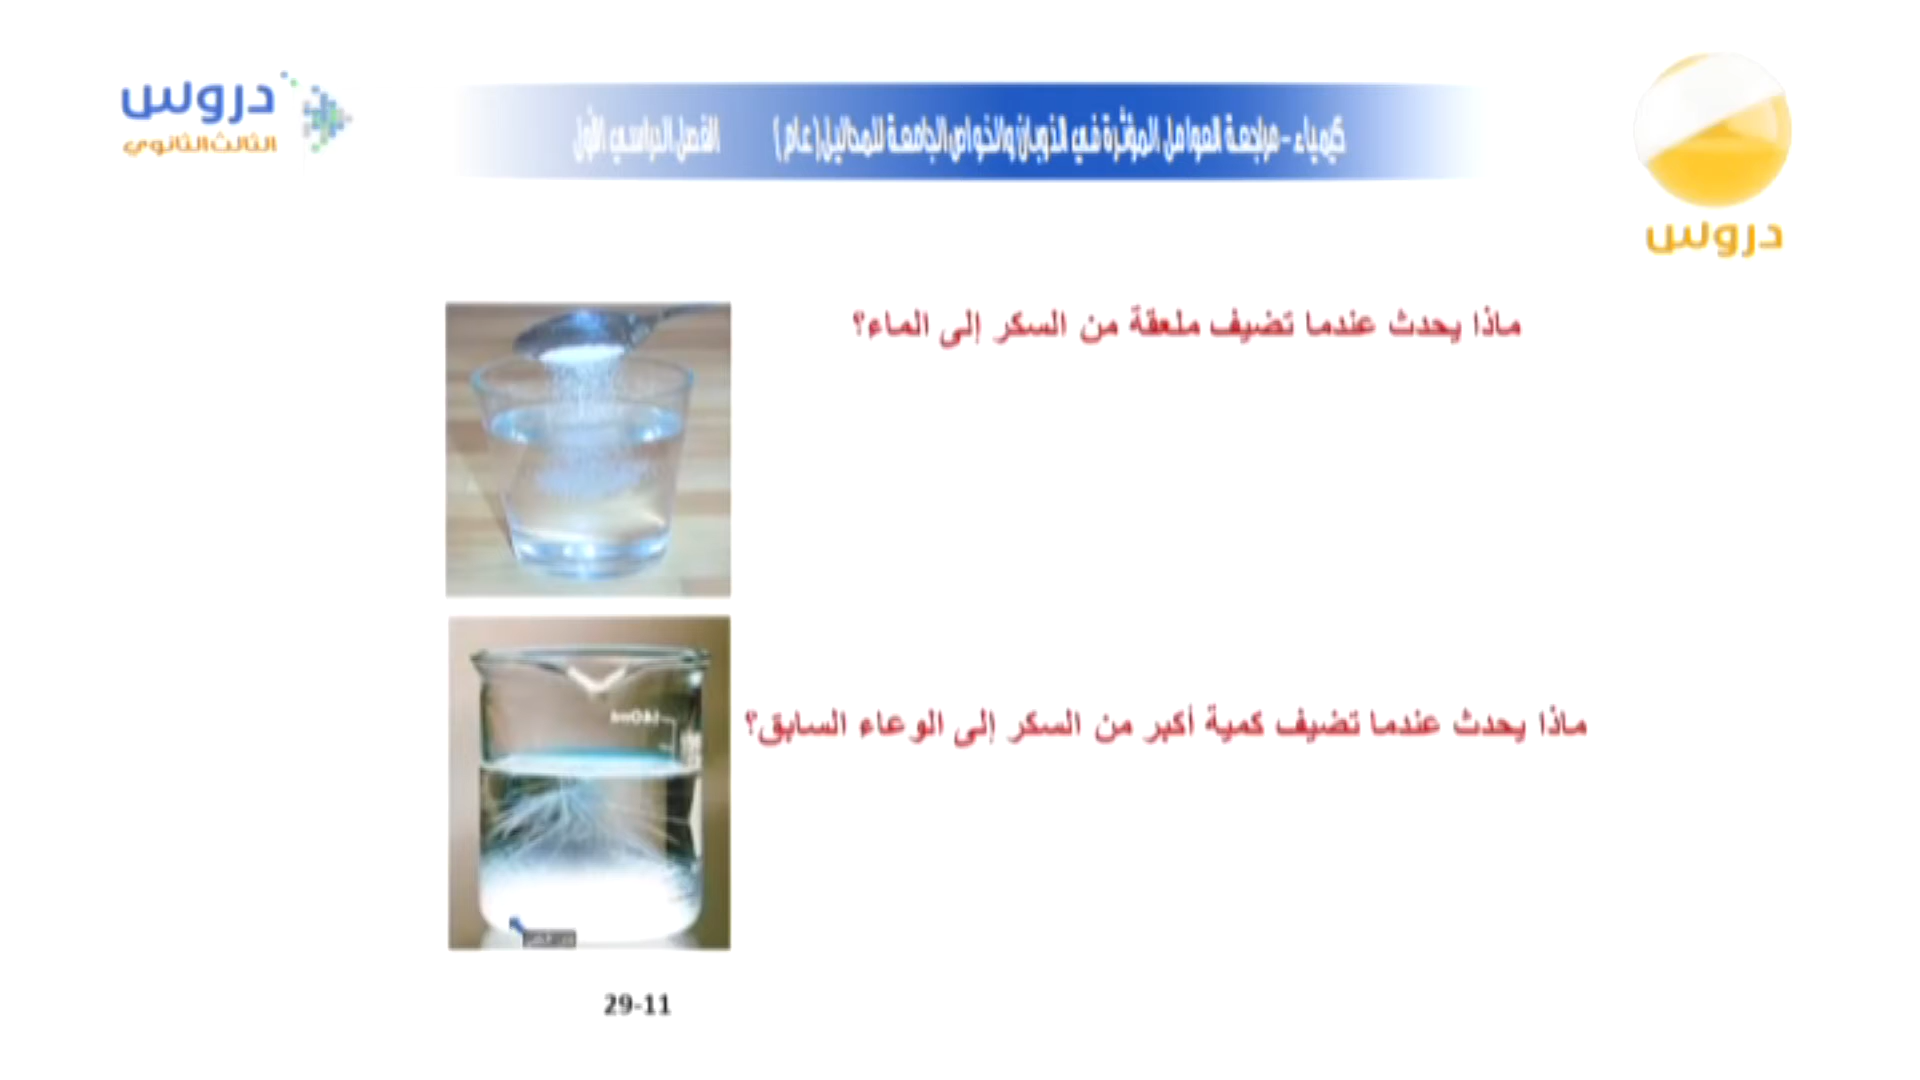 دروس
الثالث الثانوي
كيمياء - مراجعة العوامل المؤثرة في الذوبان والخواص الجامعة للمحاليل (عام) الفصل الدراسي الأول
دروس
ماذا يحدث عندما تضيف ملعقة من السكر إلى الماء؟
ماذا يحدث عندما تضيف كمية أكبر من السكر إلى الوعاء السابق؟
29-11